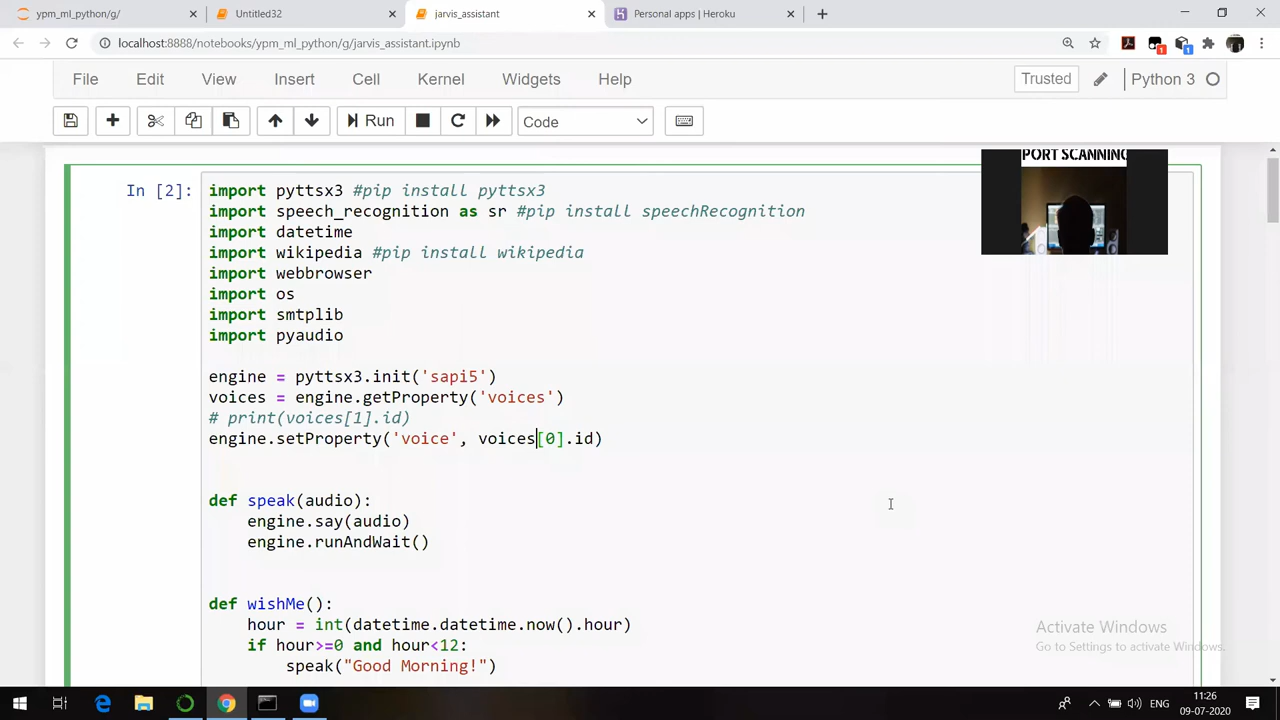 ypm_ml_python/g/
Untitled32
jarvis_assistant
Personal apps | Heroku
localhost:8888/notebooks/ypm_ml_python/g/jarvis_assistant.ipynb
File Edit View Insert Cell Kernel Widgets Help Trusted Python 3
Run Code
1 1
PORT SCANNING
In [2]:
import pyttsx3 #pip install pyttsx3
import speech_recognition as sr #pip install speechRecognition
import datetime
import wikipedia #pip install wikipedia
import webbrowser
import os
import smtplib
import pyaudio
engine = pyttsx3.init('sapi5')
voices = engine.getProperty('voices')
# print(voices[1].id)
engine.setProperty('voice', voices[0].id)
def speak(audio):
    engine.say(audio)
    engine.runAndWait()
def wishMe():
    hour = int(datetime.datetime.now().hour)
    if hour>=0 and hour<12:
        speak("Good Morning!")
Activate Windows
Go to Settings to activate Windows.
ENG
11:26
09-07-2020